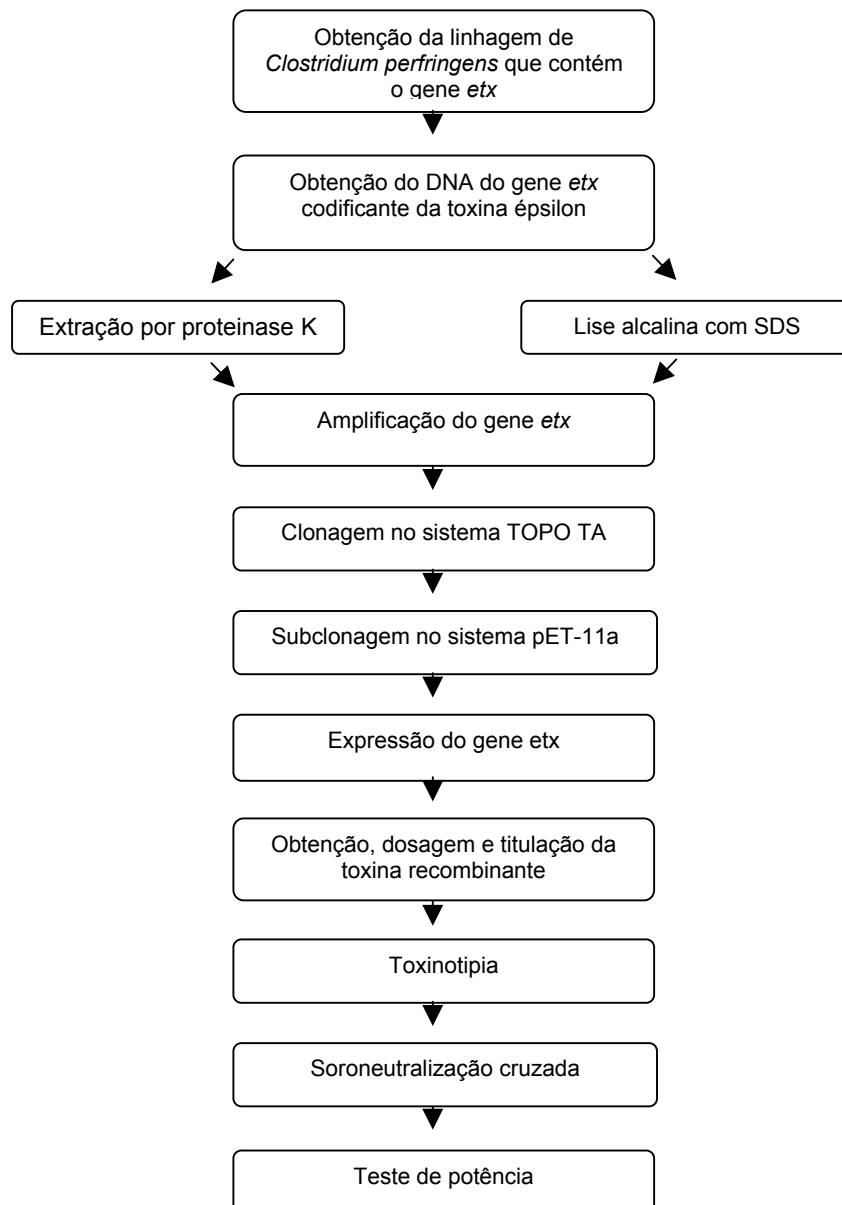 Obtenção da linhagem de
Clostridium perfringens que contém
o gene etx
Obtenção do DNA do gene etx
codificante da toxina épsilon
Extração por proteinase K
Lise alcalina com SDS
Amplificação do gene etx
Clonagem no sistema TOPO TA
Subclonagem no sistema pET-11a
Expressão do gene etx
Obtenção, dosagem e titulação da
toxina recombinante
Toxinotipia
Soroneutralização cruzada
Teste de potência